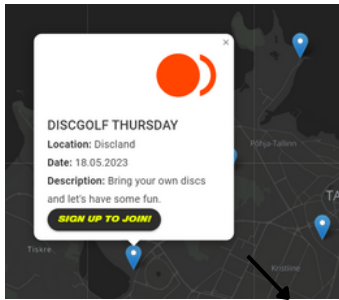 ×
DISCGOLF THURSDAY
Location: Discland
Date: 18.05.2023
Description: Bring your own discs
and let's have some fun.
SIGN UP TO JOIN!
Põhja-Tallinn
TA
Tiskre
Kristiine